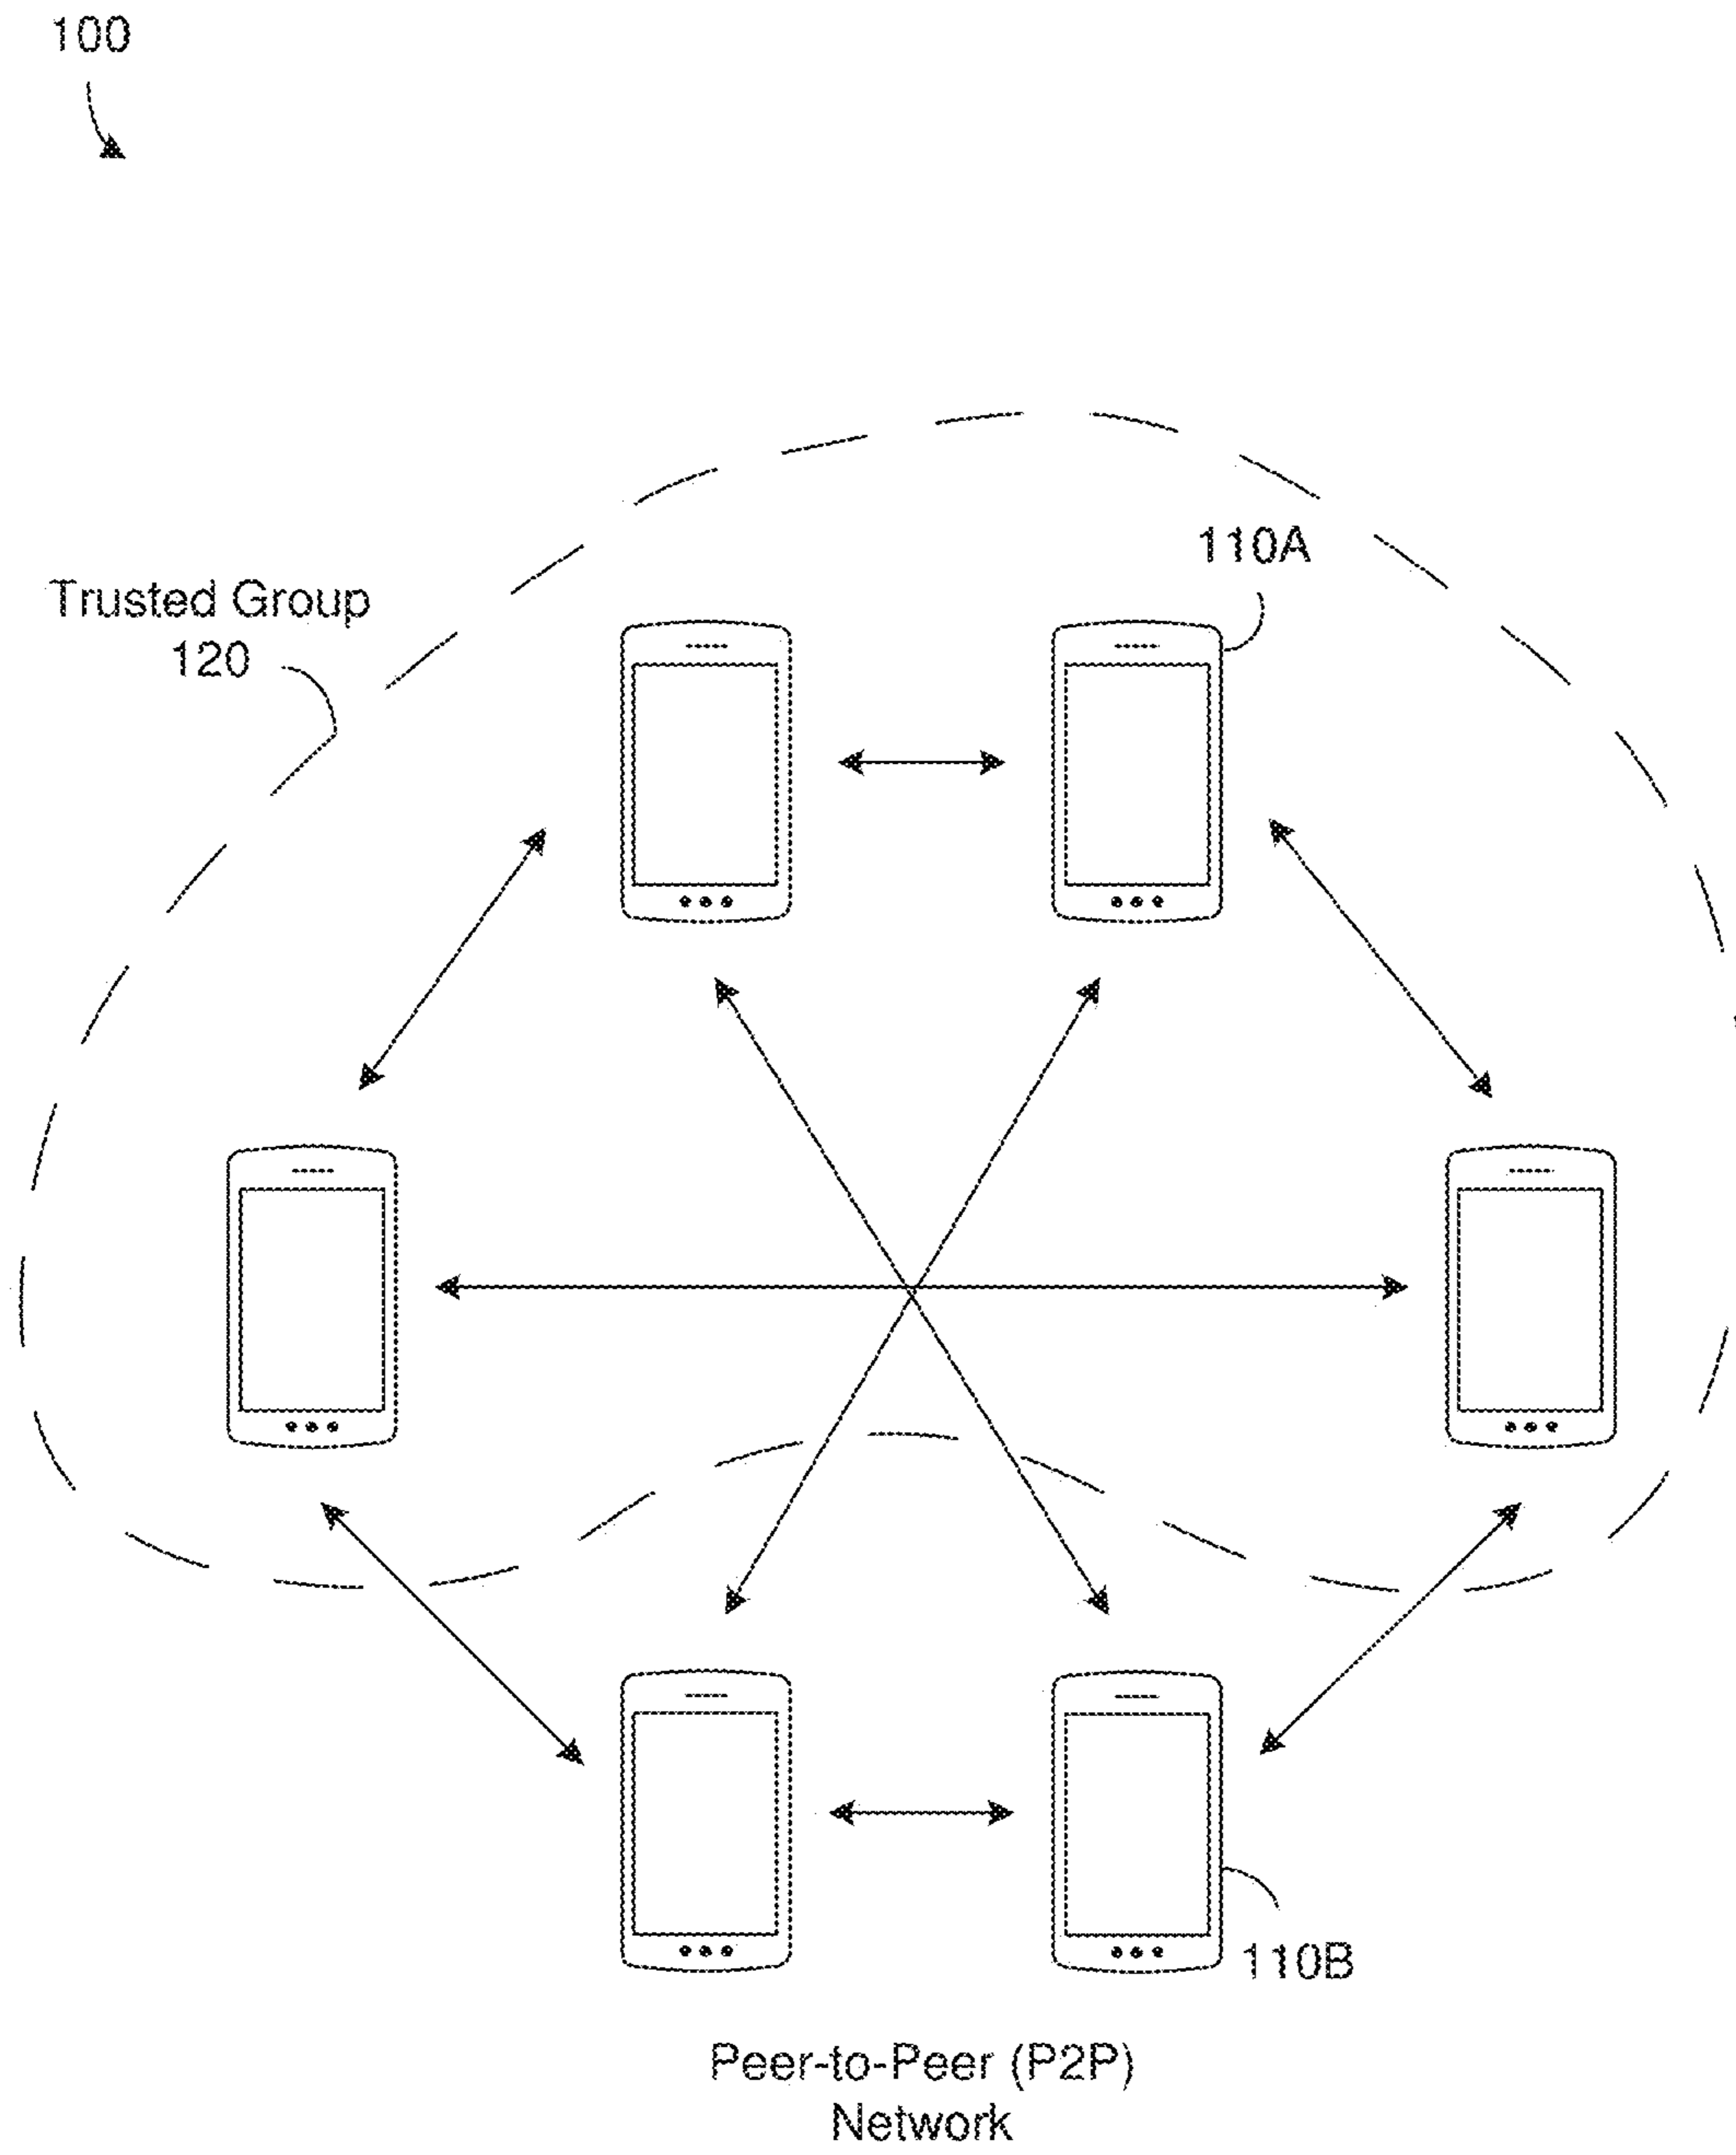 100
110A
Trusted Group
120
110B
Peer-to-Peer (P2P)
Network